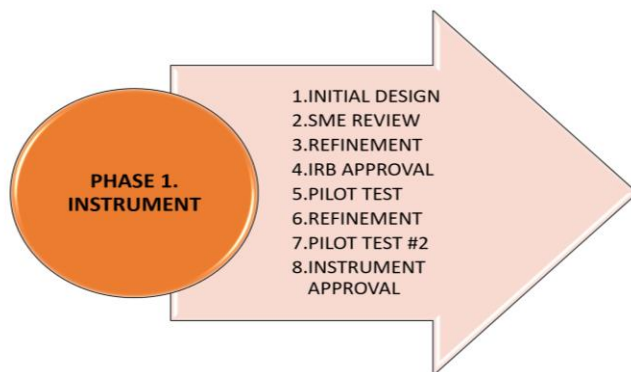 PHASE 1.
INSTRUMENT
1.INITIAL DESIGN
2.SME REVIEW
3.REFINEMENT
4.IRB APPROVAL
5.PILOT TEST
6.REFINEMENT
7.PILOT TEST #2
8.INSTRUMENT
APPROVAL